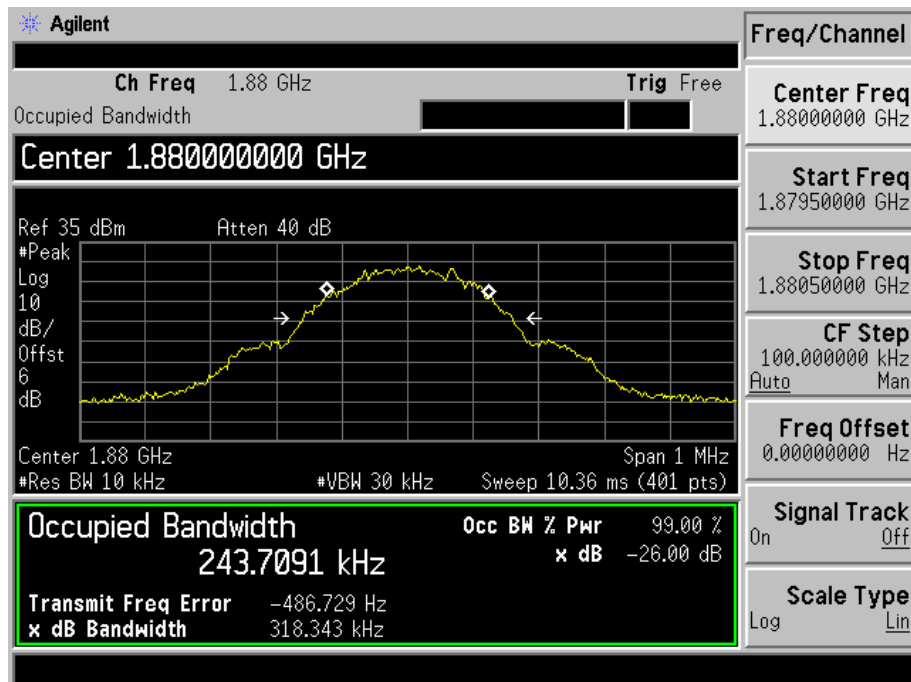 Agilent
Freq/Channel
Ch Freq 1.88 GHz Trig Free
Occupied Bandwidth
Center 1.880000000 GHz
Ref 35 dBm Atten 40 dB
#Peak
Log
10
dB/
Offst
6
dB
Center 1.88 GHz Span 1 MHz
#Res BW 10 kHz #VBW 30 kHz Sweep 10.36 ms (401 pts)
Occupied Bandwidth
243.7091 kHz
Occ BW % Pwr 99.00 %
x dB -26.00 dB
Transmit Freq Error -486.729 Hz
x dB Bandwidth 318.343 kHz
Center Freq
1.88000000 GHz
Start Freq
1.87950000 GHz
Stop Freq
1.88050000 GHz
CF Step
100.000000 kHz
Auto Man
Freq Offset
0.00000000 Hz
Signal Track
On Off
Scale Type
Log Lin